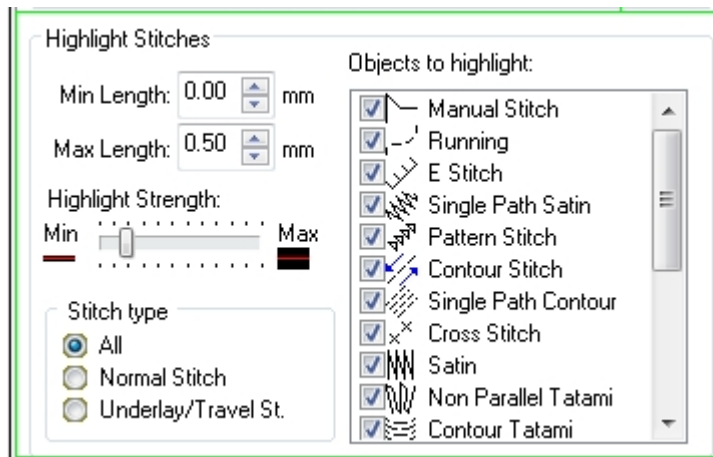 Highlight Stitches
Min Length: 0.00 mm
Max Length: 0.50 mm
Highlight Strength:
Min Max
Stitch type
All
Normal Stitch
Underlay/Travel St.
Objects to highlight:
Manual Stitch
Running
E Stitch
Single Path Satin
Pattern Stitch
Contour Stitch
Single Path Contour
Cross Stitch
Satin
Non Parallel Tatami
Contour Tatami